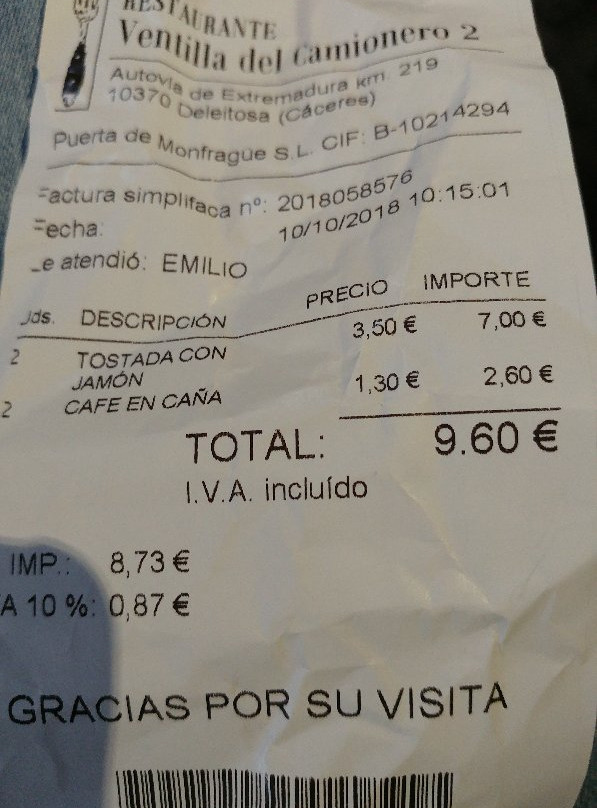 RESTAURANTE
Ventilla del Camionero 2
Autovía de Extremadura km. 219
10370 Deleitosa (Cáceres)
Puerta de Monfragüe S.L. CIF: B-10214294
Factura simplifaca nº: 2018058576
Fecha: 10/10/2018 10:15:01
Le atendió: EMILIO
Uds. DESCRIPCIÓN PRECIO IMPORTE
2 TOSTADA CON 3,50 € 7,00 €
JAMÓN
2 CAFE EN CAÑA 1,30 € 2,60 €
TOTAL: 9.60 €
I.V.A. incluído
IMP.: 8,73 €
A 10 %: 0,87 €
GRACIAS POR SU VISITA